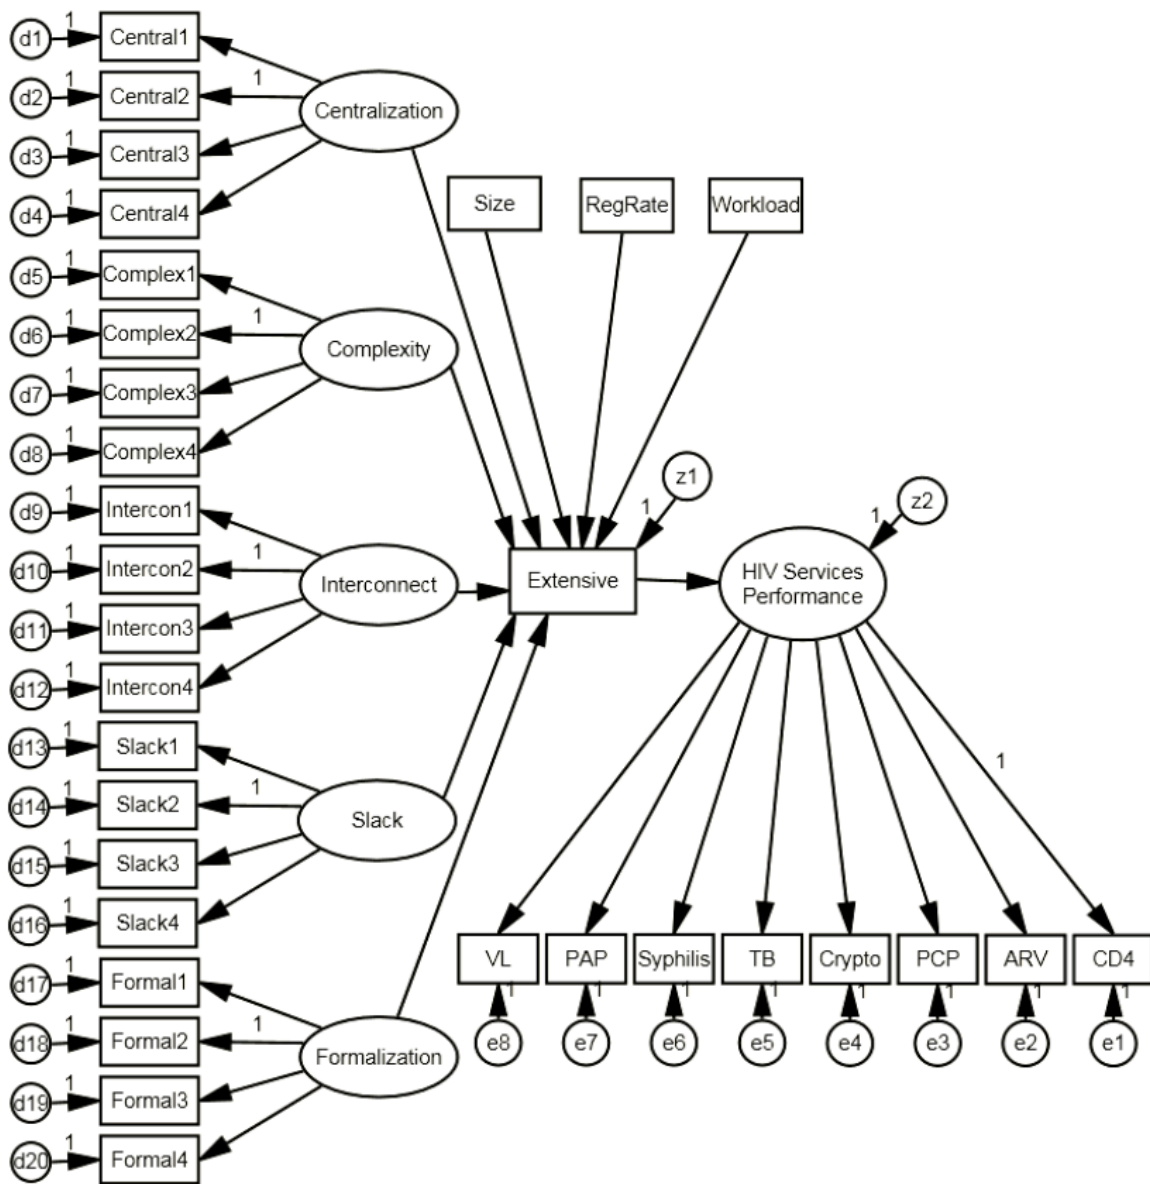 d1 1 Central1
d2 1 Central2 1
d3 1 Central3
d4 1 Central4
Centralization
d5 1 Complex1
d6 1 Complex2 1
d7 1 Complex3
d8 1 Complex4
Complexity
d9 1 Intercon1
d10 1 Intercon2 1
d11 1 Intercon3
d12 1 Intercon4
Interconnect
d13 1 Slack1
d14 1 Slack2 1
d15 1 Slack3
d16 1 Slack4
Slack
d17 1 Formal1
d18 1 Formal2 1
d19 1 Formal3
d20 1 Formal4
Formalization
Size RegRate Workload
z1
1
Extensive
z2
1
HIV Services
Performance
1
VL PAP Syphilis TB Crypto PCP ARV CD4
1 1 1 1 1 1 1 1
e8 e7 e6 e5 e4 e3 e2 e1